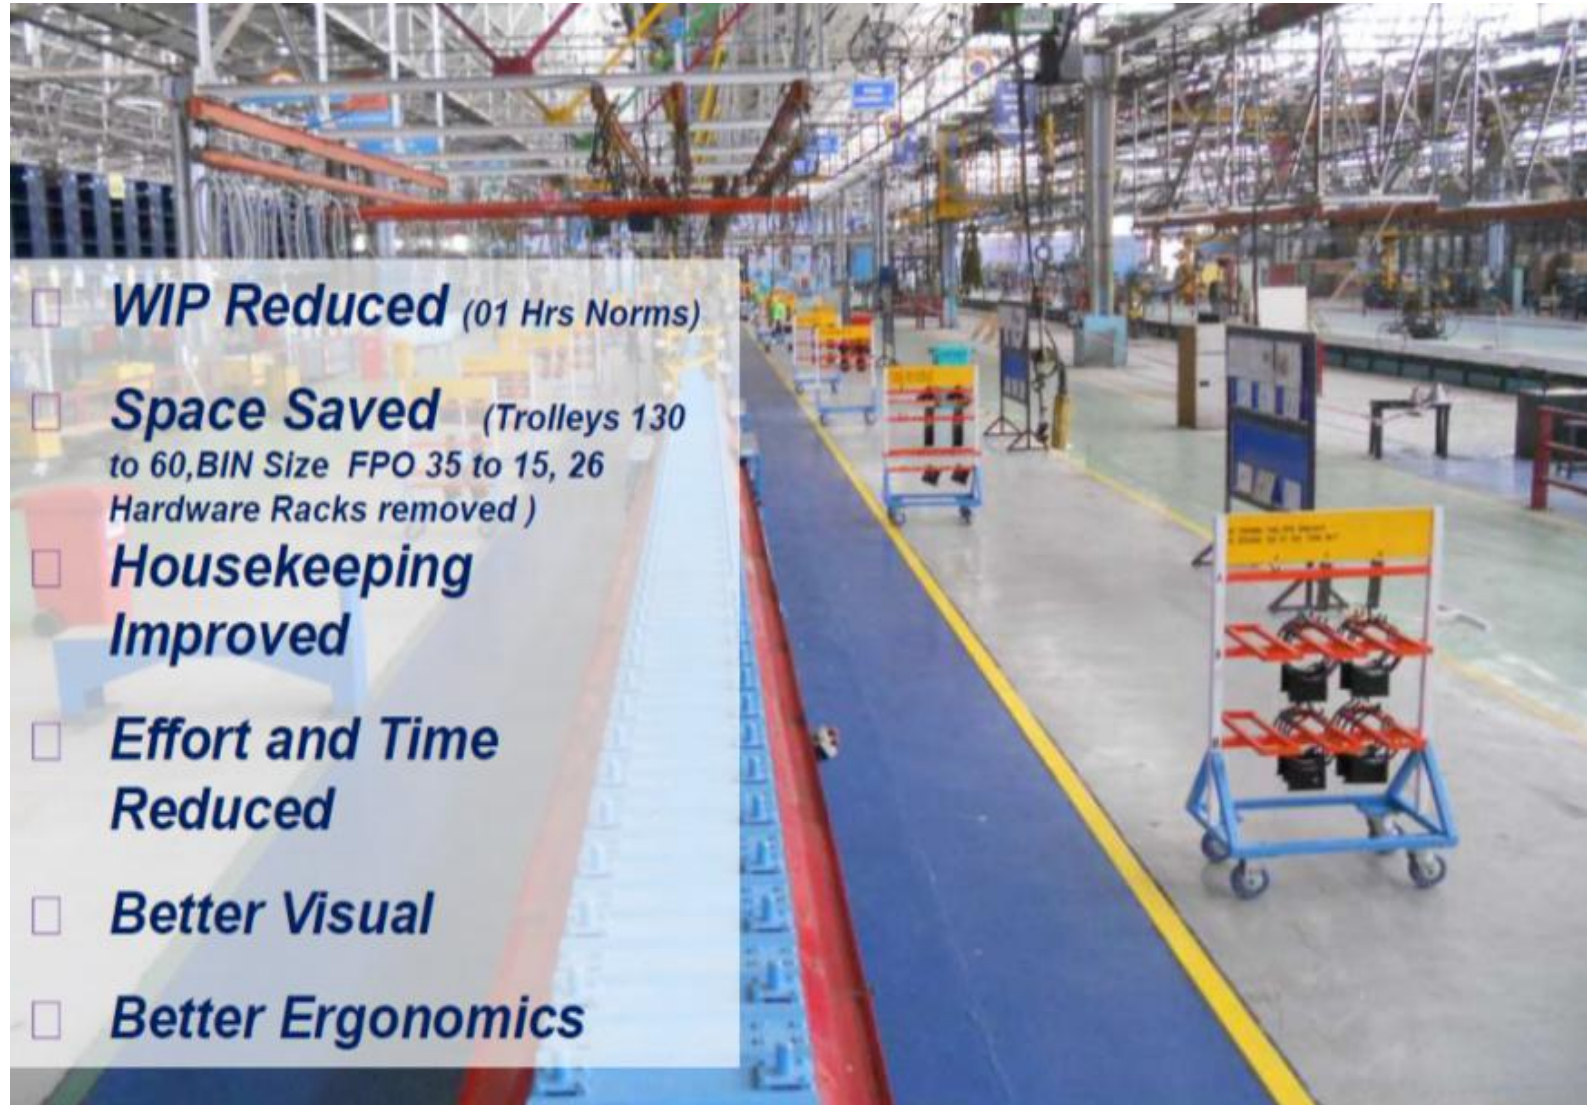 WIP Reduced (01 Hrs Norms)
Space Saved (Trolleys 130
to 60,BIN Size FPO 35 to 15, 26
Hardware Racks removed )
Housekeeping
Improved
Effort and Time
Reduced
Better Visual
Better Ergonomics